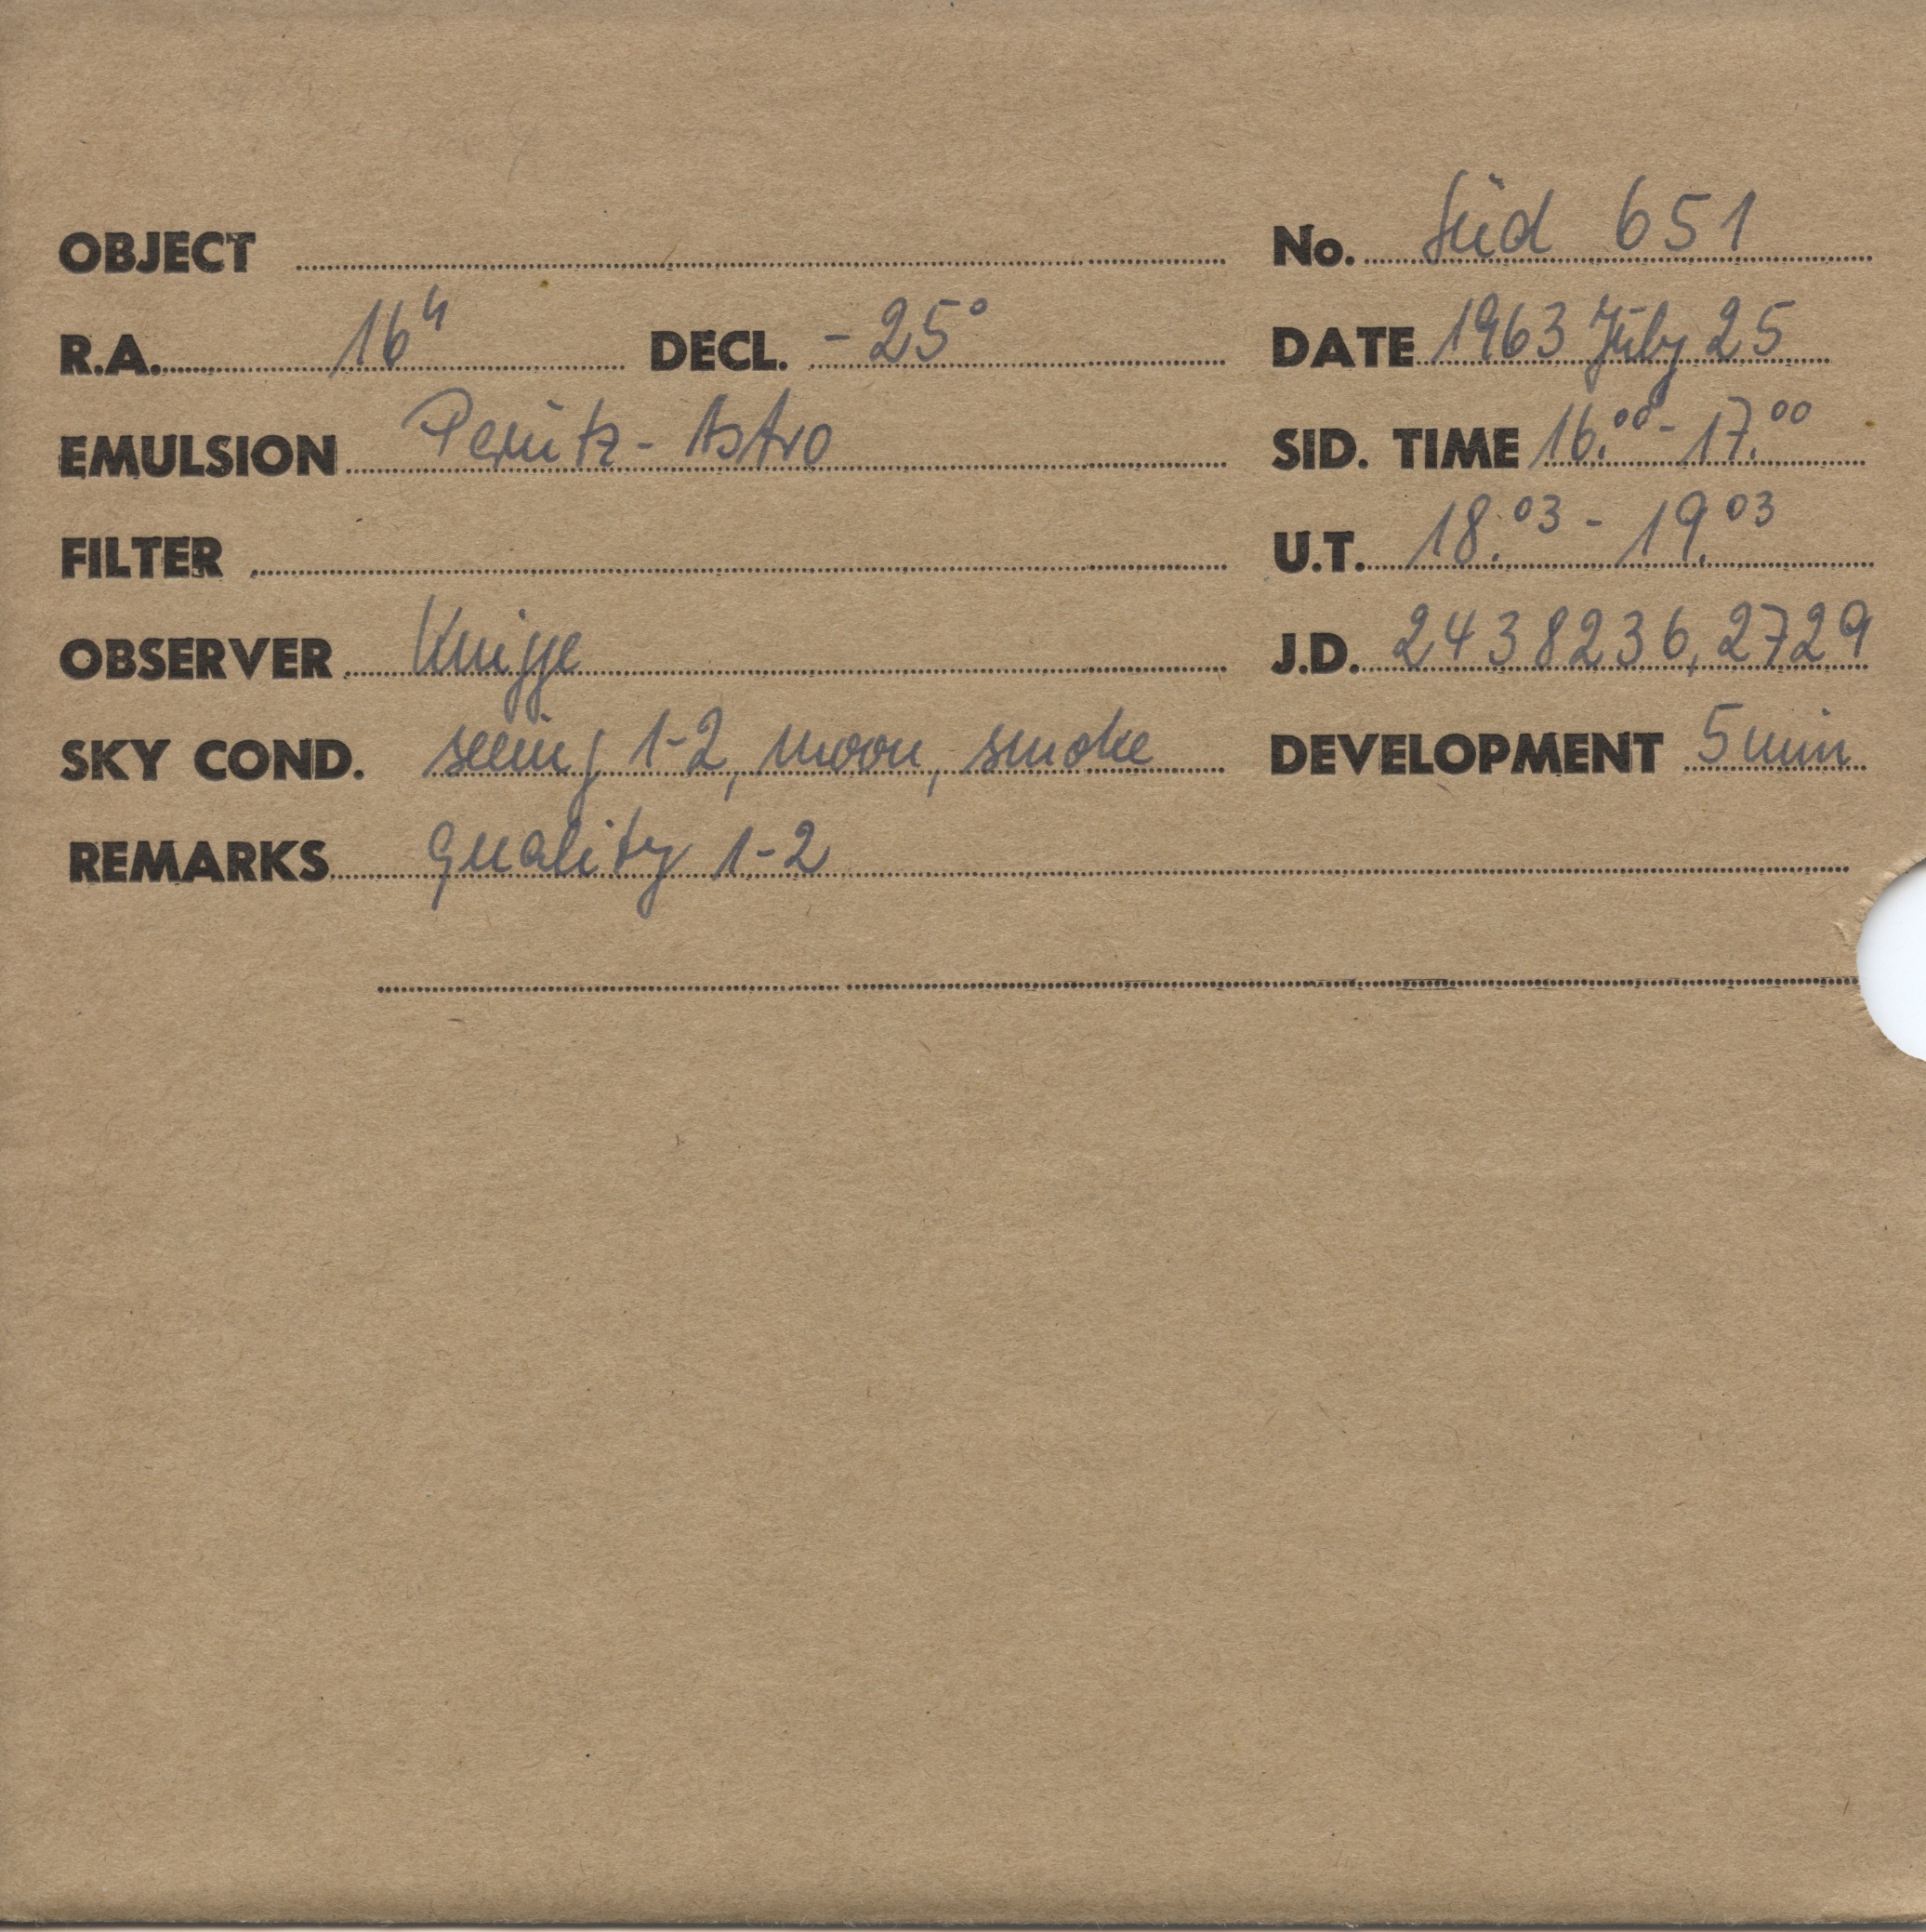 OBJECT No. Süd 651
R.A. 16h DECL. -25° DATE 1963 July 25
EMULSION Perutz-Astro SID. TIME 16.00-17.00
FILTER U.T. 18.03-19.03
OBSERVER Knigge J.D. 2438236,2729
SKY COND. seeing 1-2, moon, smoke DEVELOPMENT 5 min
REMARKS quality 1-2